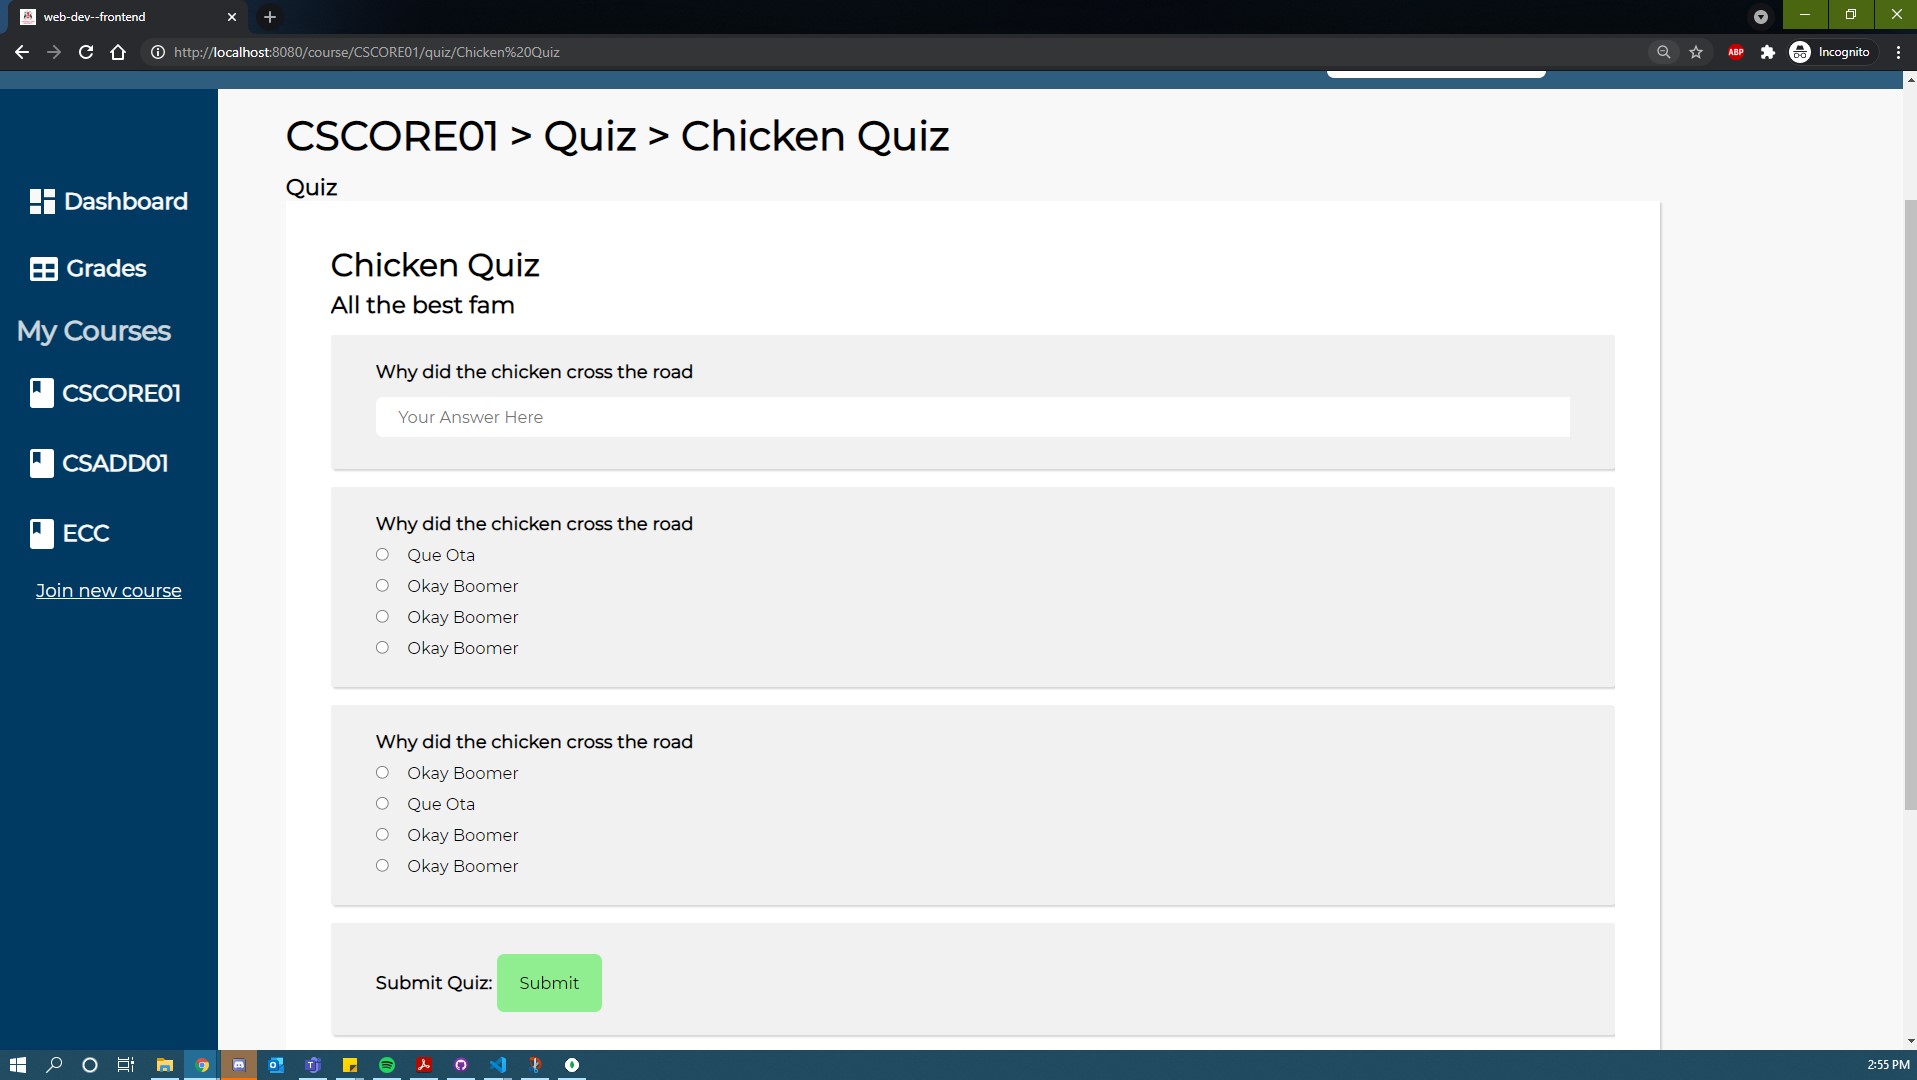 web-dev--frontend
http://localhost:8080/course/CSCORE01/quiz/Chicken%20Quiz
ABP
Incognito
CSCORE01 > Quiz > Chicken Quiz
Quiz
Dashboard
Grades
My Courses
CSCORE01
CSADD01
ECC
Join new course
Chicken Quiz
All the best fam
Why did the chicken cross the road
Your Answer Here
Why did the chicken cross the road
Que Ota
Okay Boomer
Okay Boomer
Okay Boomer
Why did the chicken cross the road
Okay Boomer
Que Ota
Okay Boomer
Okay Boomer
Submit Quiz: Submit
2:55 PM